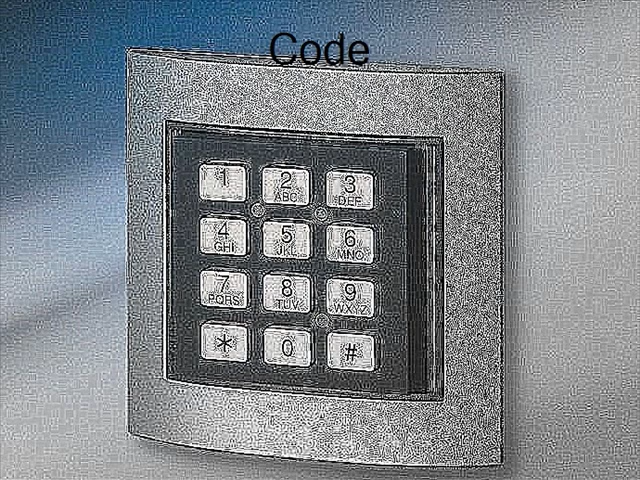 Code
1 2 3
ABC DEF
4 5 6
GHI JKL MNO
7 8 9
PQRS TUV WXYZ
* 0 #